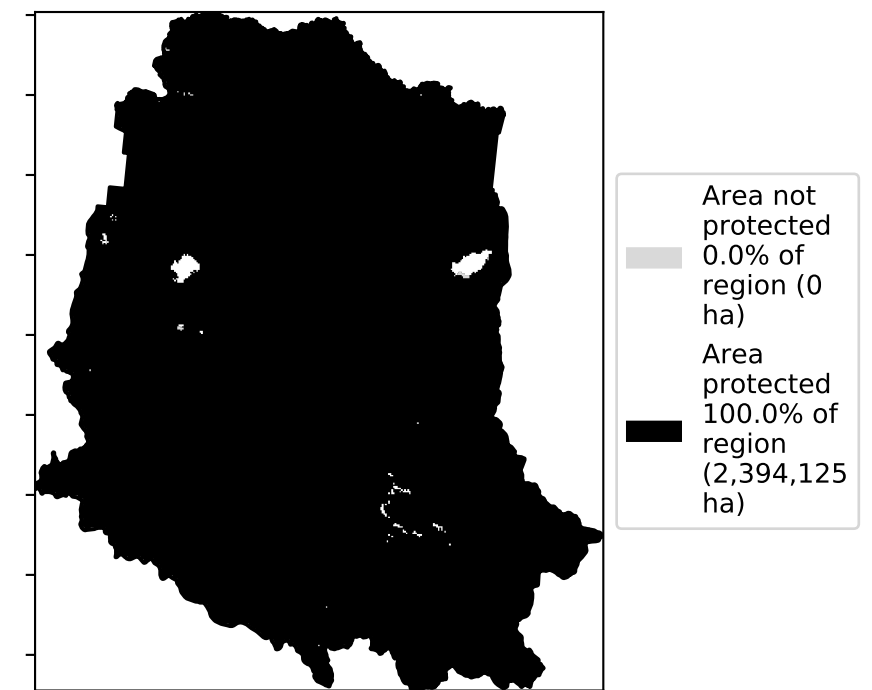 Area not
protected
0.0% of
region (0
ha)
Area
protected
100.0% of
region
(2,394,125
ha)